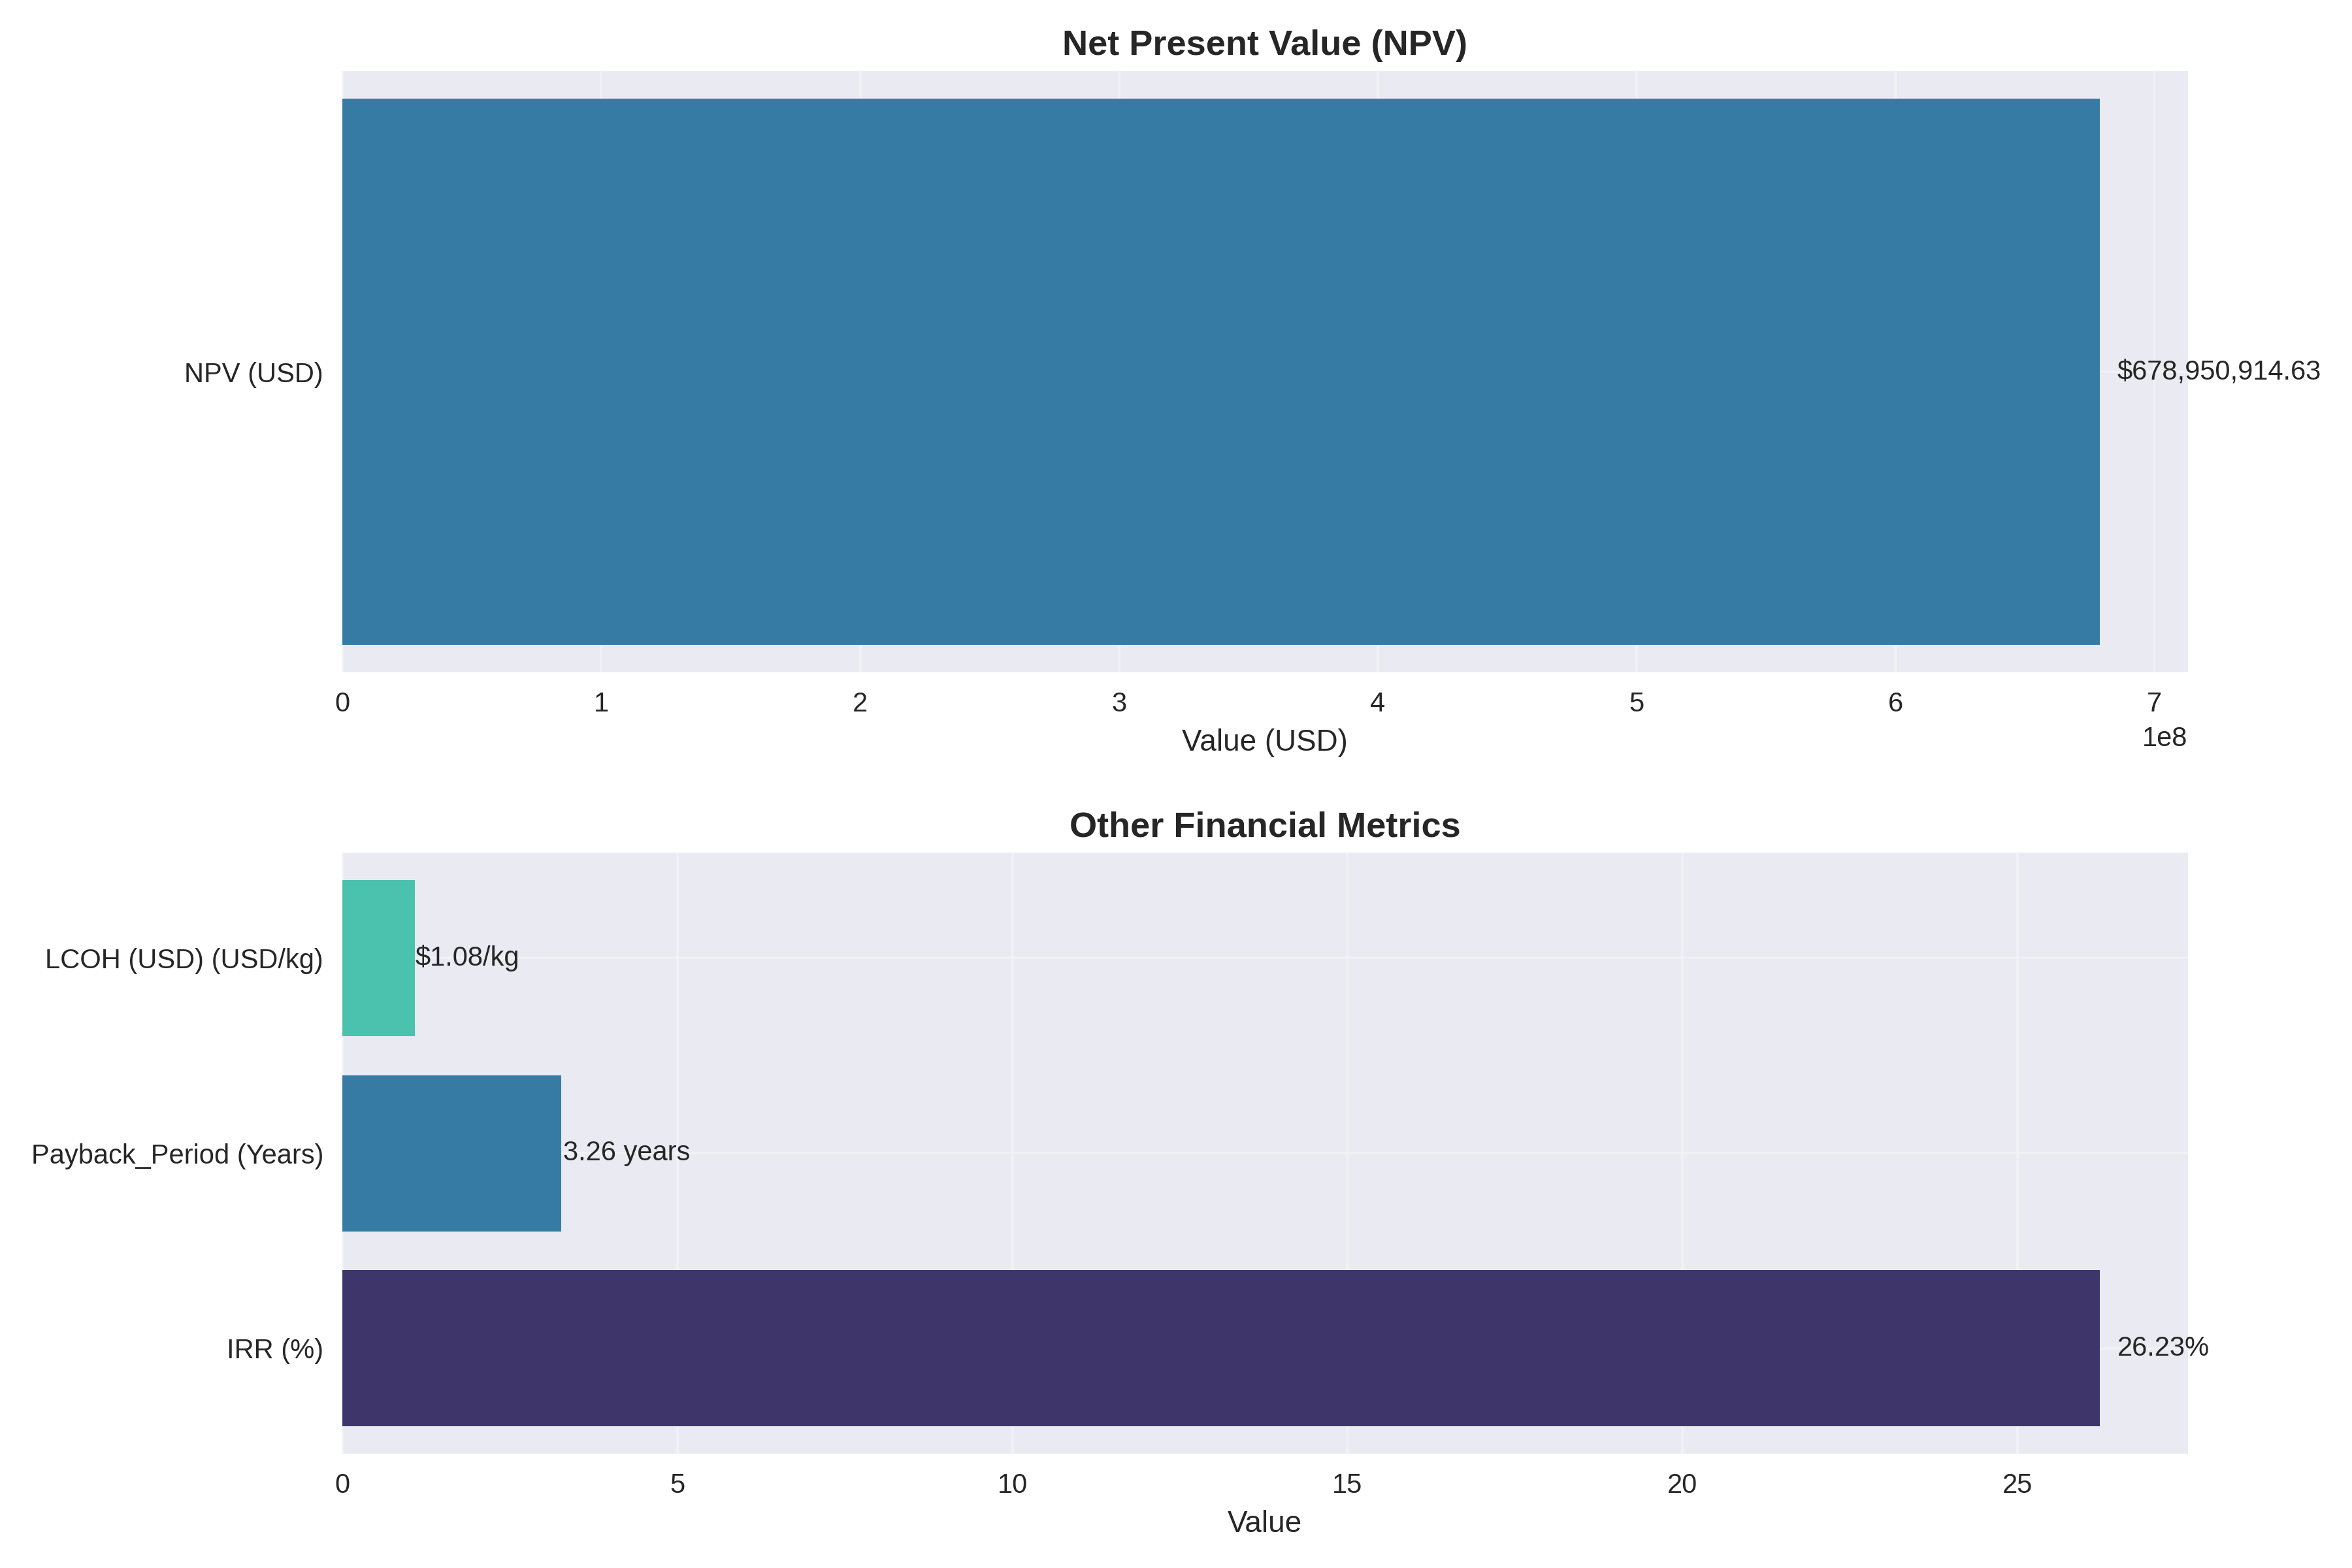 Net Present Value (NPV)
NPV (USD)
$678,950,914.63
0 1 2 3 4 5 6 7
1e8
Value (USD)
Other Financial Metrics
LCOH (USD) (USD/kg)
$1.08/kg
Payback_Period (Years)
3.26 years
IRR (%)
26.23%
0 5 10 15 20 25
Value